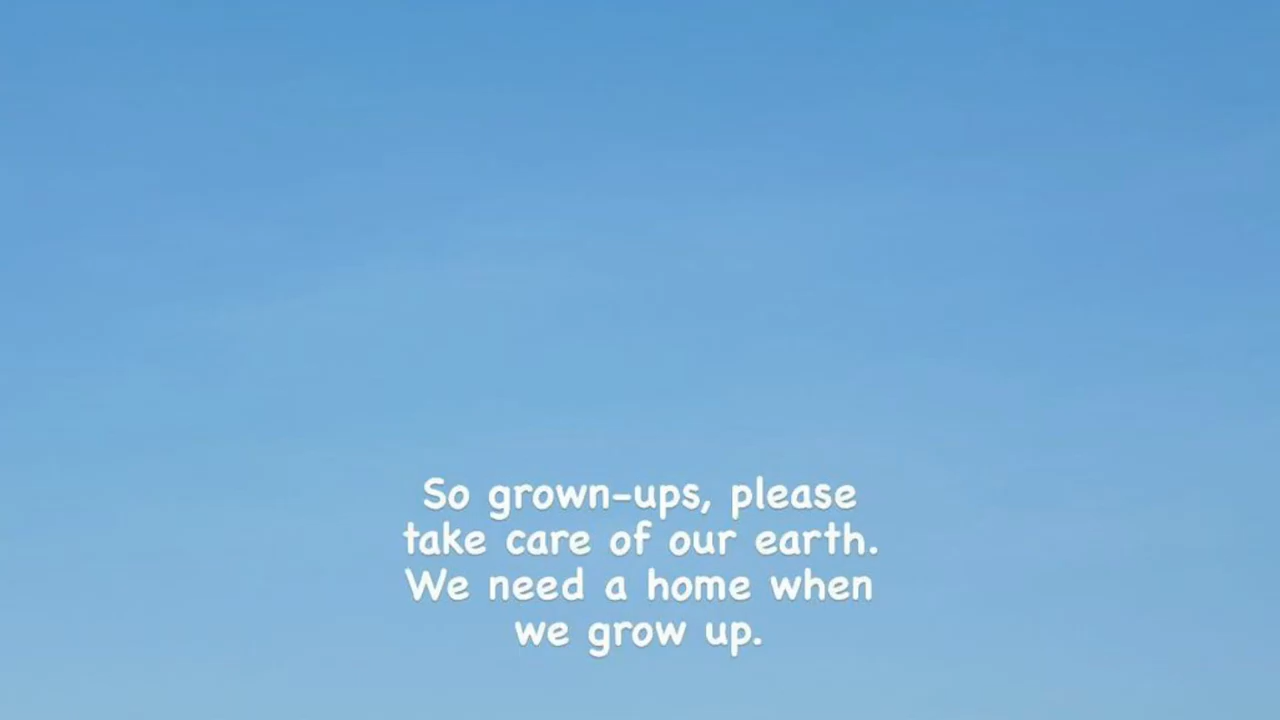 So grown-ups, please
take care of our earth.
We need a home when
we grow up.